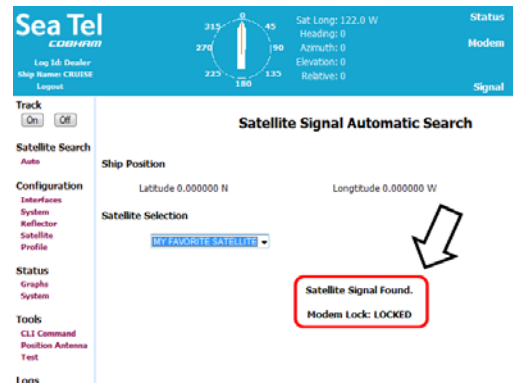 Sea Tel
COBHAM
Log Id: Dealer
Ship Name: CRUISE
Logout
0
45
90
135
180
225
270
315
Sat Long: 122.0 W
Heading: 0
Azimuth: 0
Elevation: 0
Relative: 0
Status
Modem
Signal
Track
On Off
Satellite Search
Auto
Configuration
Interfaces
System
Reflector
Satellite
Profile
Status
Graphs
System
Tools
CLI Command
Position Antenna
Test
Logs
Satellite Signal Automatic Search
Ship Position
Latitude 0.000000 N Longtitude 0.000000 W
Satellite Selection
MY FAVORITE SATELLITE
Satellite Signal Found.
Modem Lock: LOCKED